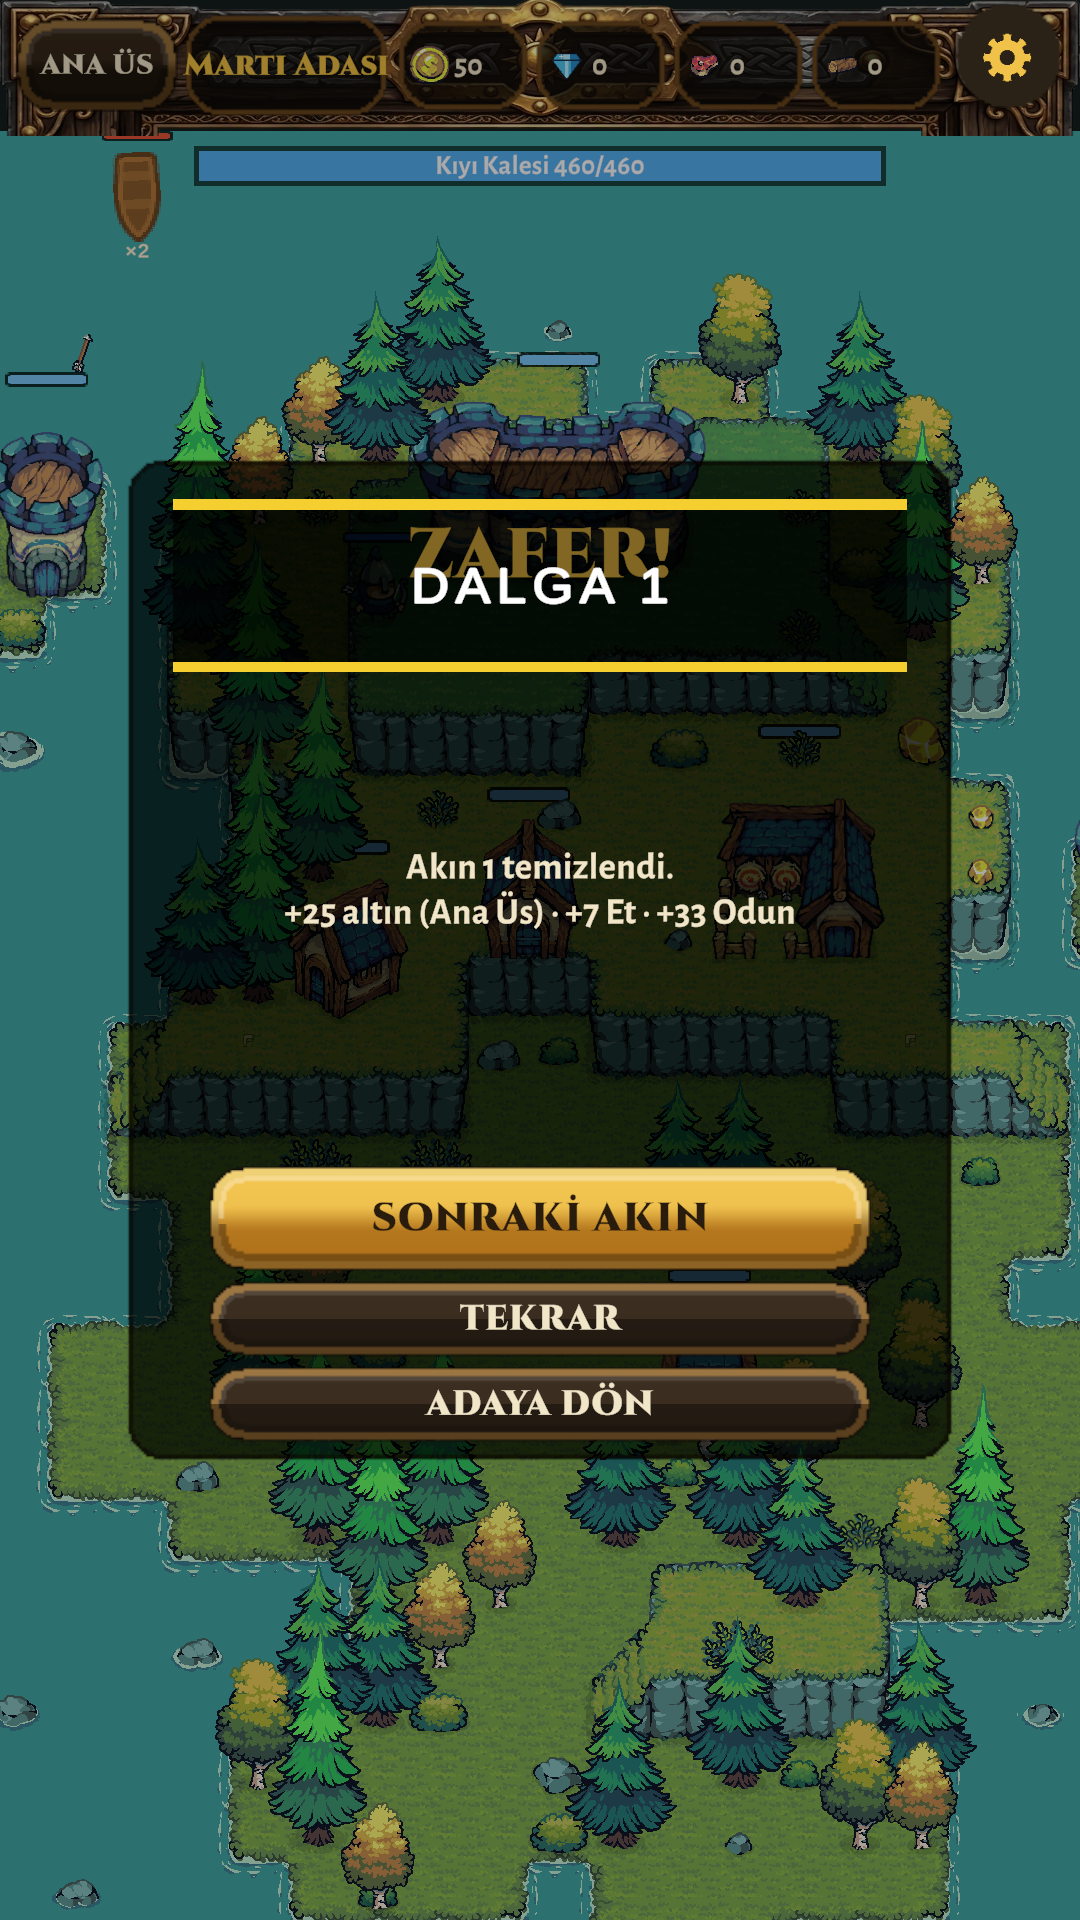 ANA ÜS
MARTI ADASI
50
0
0
0
Kıyı Kalesi 460/460
×2
ZAFER!
DALGA 1
Akın 1 temizlendi.
+25 altın (Ana Üs) · +7 Et · +33 Odun
SONRAKİ AKIN
TEKRAR
ADAYA DÖN